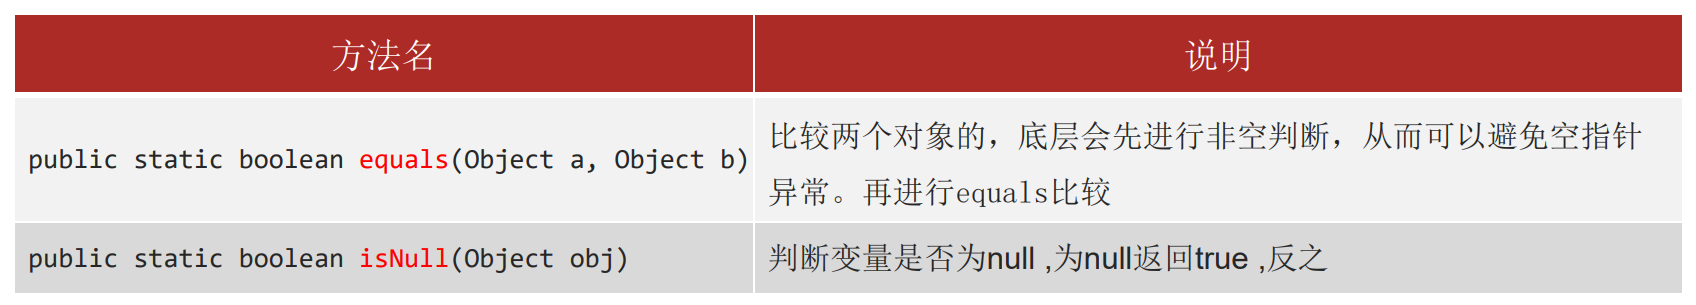 方法名
说明
public static boolean equals(Object a, Object b)
比较两个对象的，底层会先进行非空判断，从而可以避免空指针
异常。再进行equals比较
public static boolean isNull(Object obj)
判断变量是否为null ,为null返回true ,反之